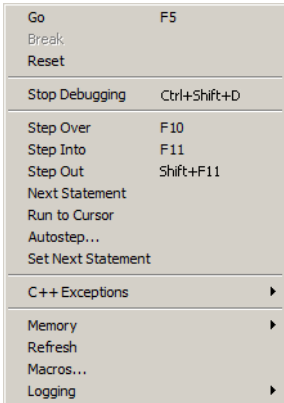 Go F5
Break
Reset
Stop Debugging Ctrl+Shift+D
Step Over F10
Step Into F11
Step Out Shift+F11
Next Statement
Run to Cursor
Autostep...
Set Next Statement
C++ Exceptions
Memory
Refresh
Macros...
Logging